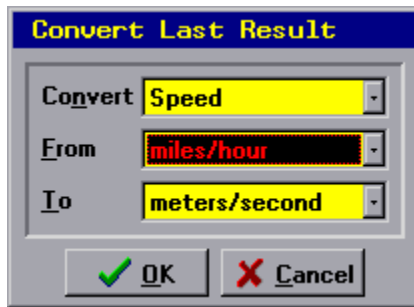 Convert Last Result
Convert Speed
From miles/hour
To meters/second
OK Cancel